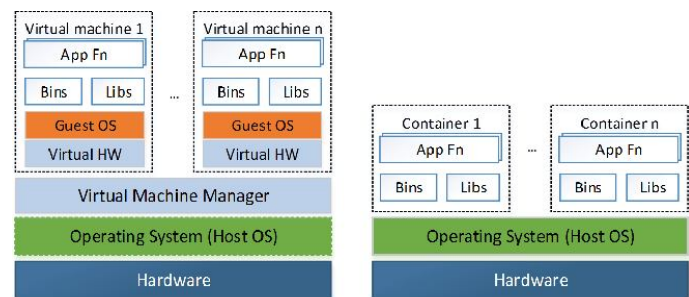 Virtual machine 1
App Fn
Bins
Libs
Guest OS
Virtual HW
...
Virtual machine n
App Fn
Bins
Libs
Guest OS
Virtual HW
Virtual Machine Manager
Operating System (Host OS)
Hardware
Container 1
App Fn
Bins
Libs
...
Container n
App Fn
Bins
Libs
Operating System (Host OS)
Hardware